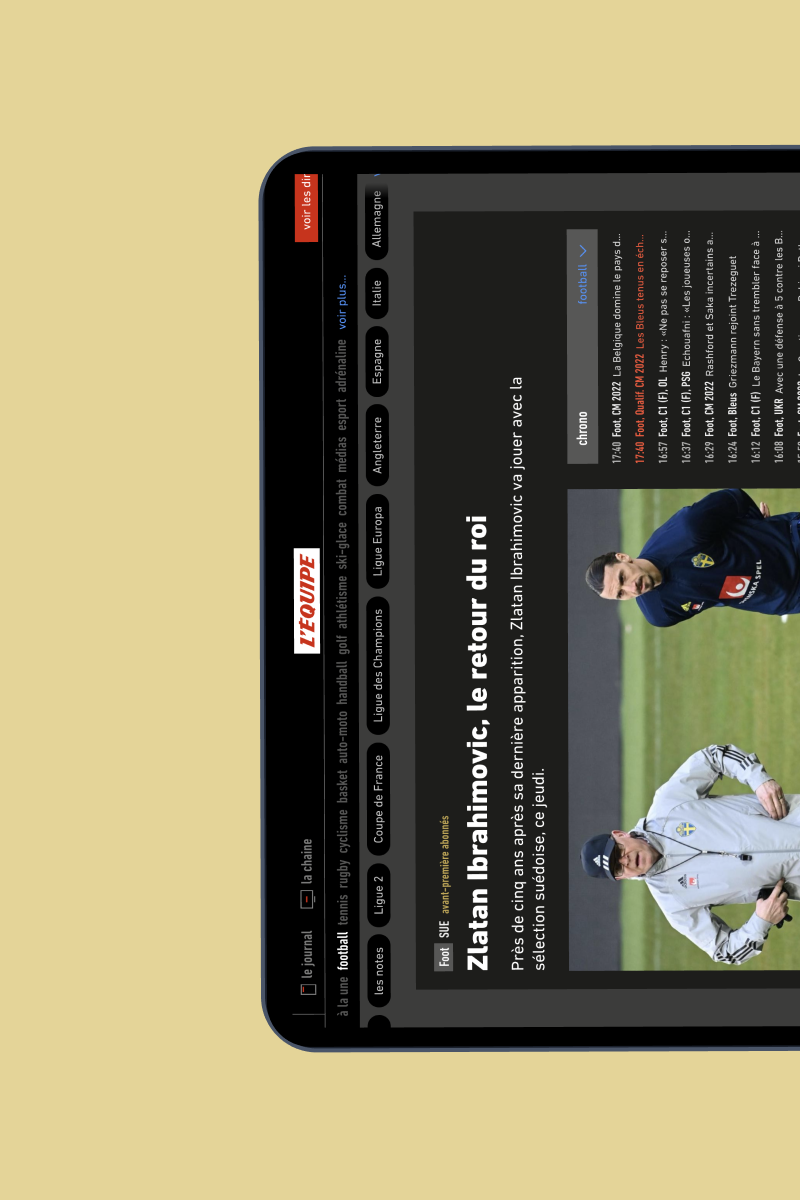 le journal
la chaine
L'ÉQUIPE
voir les dir
à la une football tennis rugby cyclisme basket auto-moto handball golf athlétisme ski-glace combat médias esport adrénaline voir plus...
les notes
Ligue 2
Coupe de France
Ligue des Champions
Ligue Europa
Angleterre
Espagne
Italie
Allemagne
Foot SUE avant-première abonnés
Zlatan Ibrahimovic, le retour du roi
Près de cinq ans après sa dernière apparition, Zlatan Ibrahimovic va jouer avec la
sélection suédoise, ce jeudi.
chrono football
17:40 Foot, CM 2022 La Belgique domine le pays d...
17:40 Foot, Qualif. CM 2022 Les Bleus tenus en éch...
16:57 Foot, C1 (F), OL Henry : «Ne pas se reposer s...
16:37 Foot, C1 (F), PSG Echouafni : «Les joueuses o...
16:29 Foot, CM 2022 Rashford et Saka incertains a...
16:24 Foot, Bleus Griezmann rejoint Trezeguet
16:12 Foot, C1 (F) Le Bayern sans trembler face à ...
16:08 Foot, UKR Avec une défense à 5 contre les B...